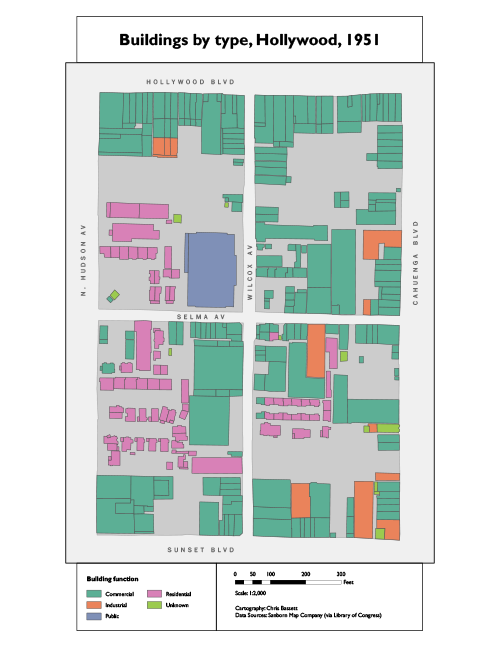 Buildings by type, Hollywood, 1951
HOLLYWOOD BLVD
N. HUDSON AV
WILCOX AV
CAHUENGA BLVD
SELMA AV
SUNSET BLVD
Building function
Commercial
Industrial
Public
Residential
Unknown
0 50 100 200 300
Feet
Scale: 1:2,000
Cartography: Chris Bassett
Data Sources: Sanborn Map Company (via Library of Congress)